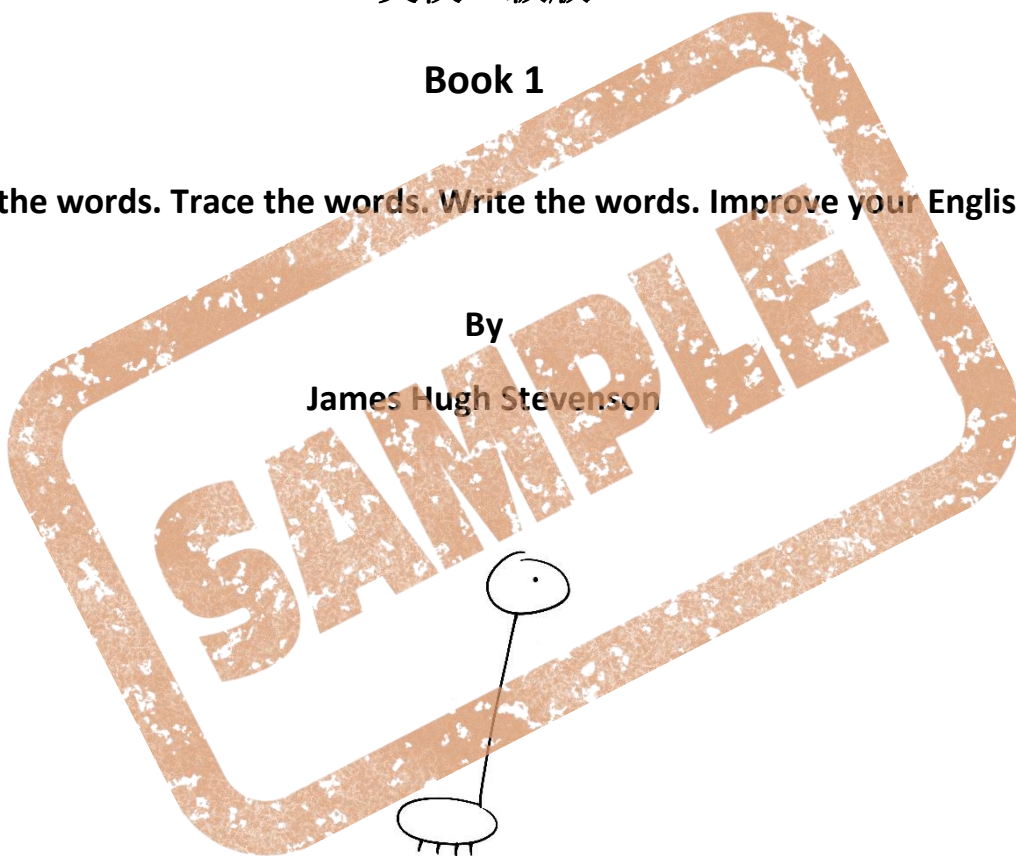 Book 1
the words. Trace the words. Write the words. Improve your Englis
By
James Hugh Stevenson
SAMPLE